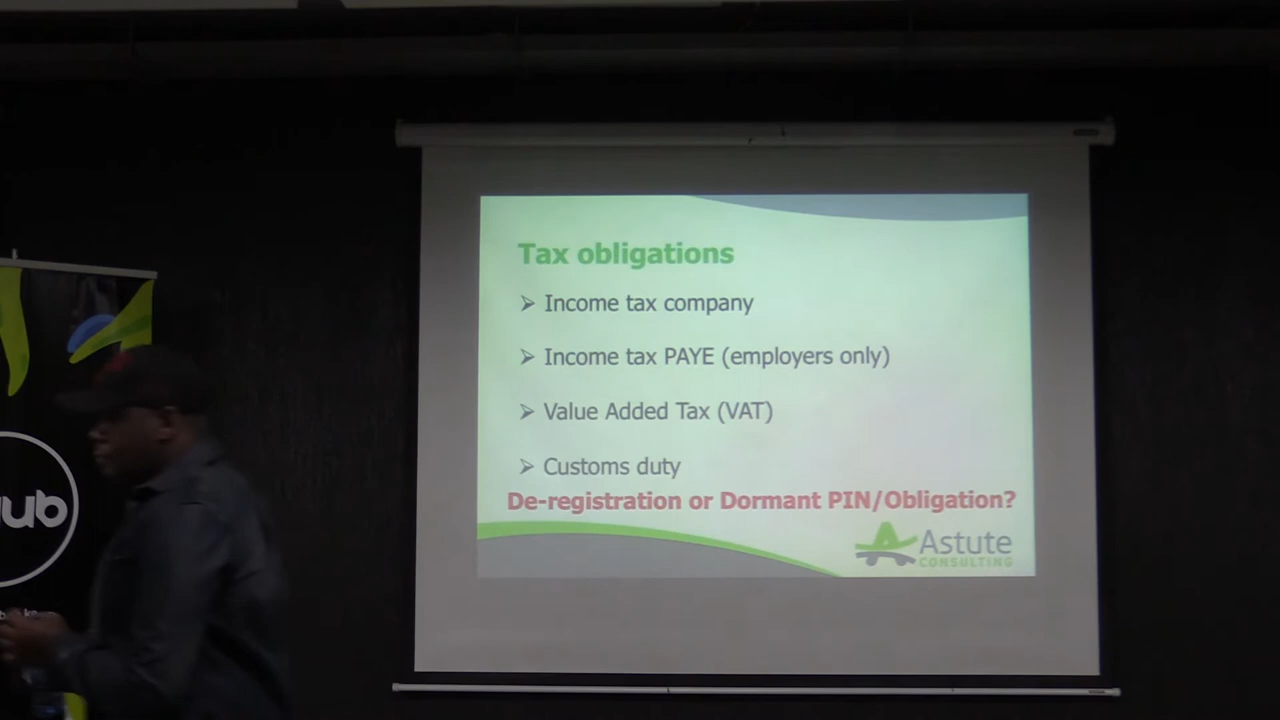 Tax obligations
➢ Income tax company
➢ Income tax PAYE (employers only)
➢ Value Added Tax (VAT)
➢ Customs duty
De-registration or Dormant PIN/Obligation?
Astute
CONSULTING
ub